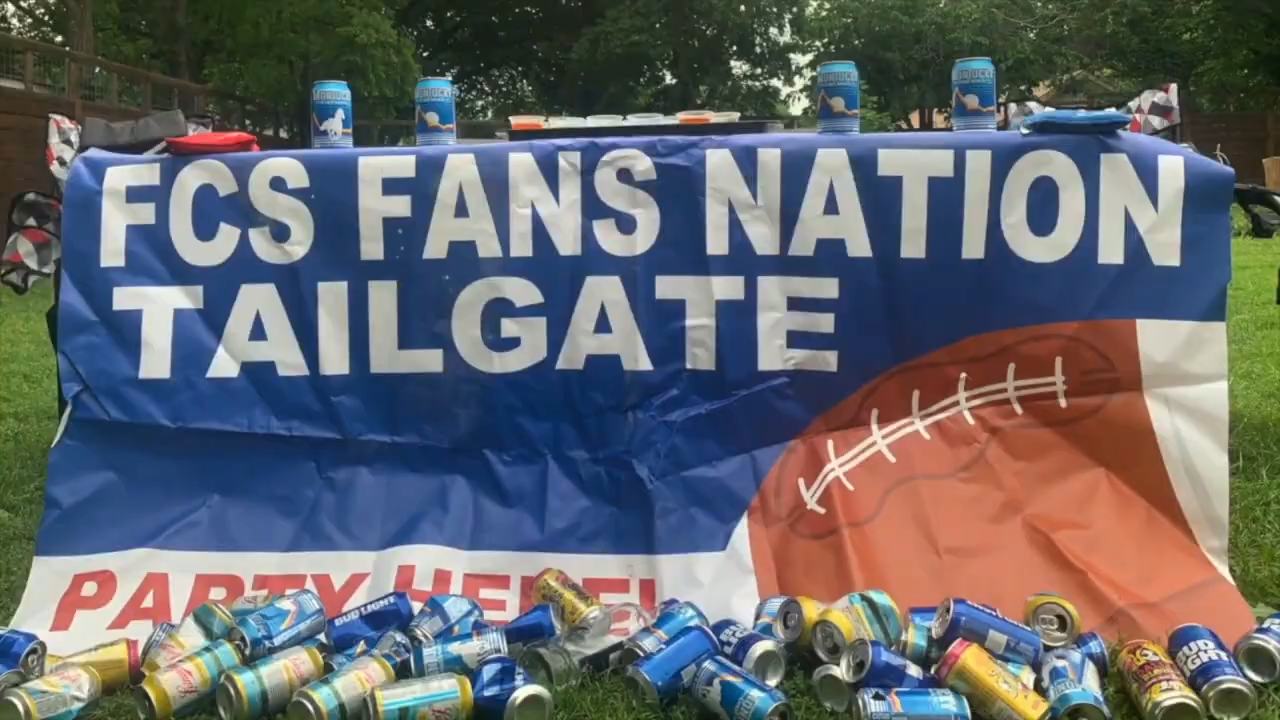 FCS FANS NATION
TAILGATE
PARTY HERE!
BUD LIGHT
BUD
LIGHT